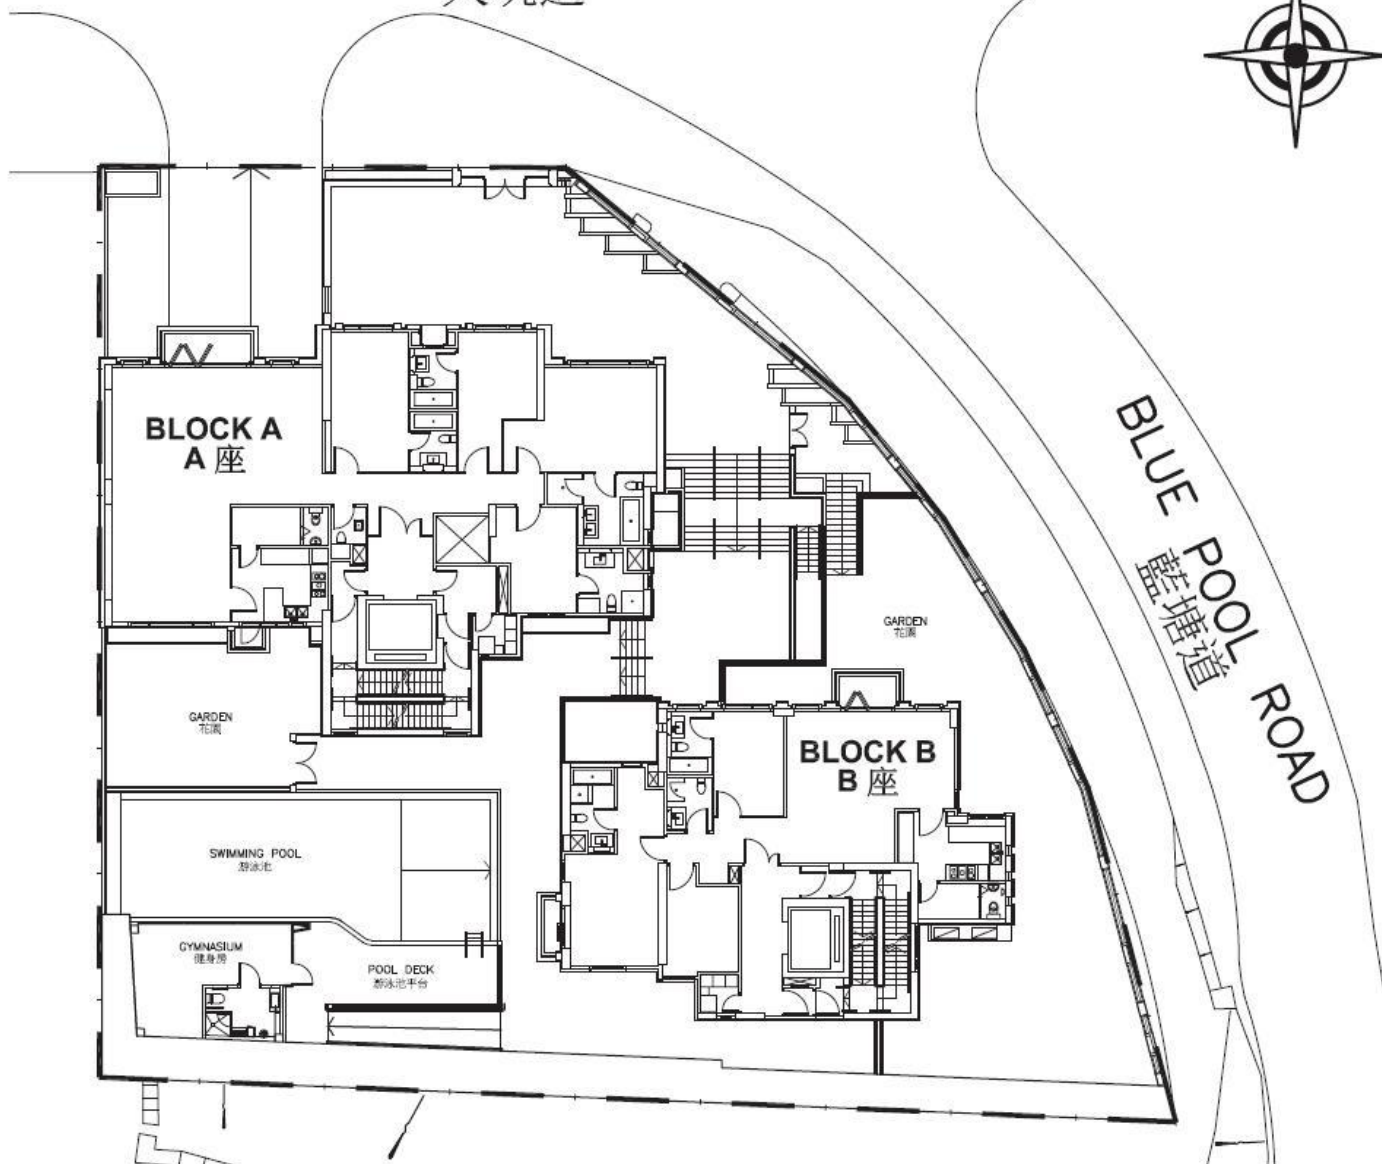 BLOCK A
A 座
BLUE POOL ROAD
藍塘道
GARDEN
花園
GARDEN
花園
BLOCK B
B 座
SWIMMING POOL
游泳池
GYMNASIUM
健身房
POOL DECK
游泳池平台